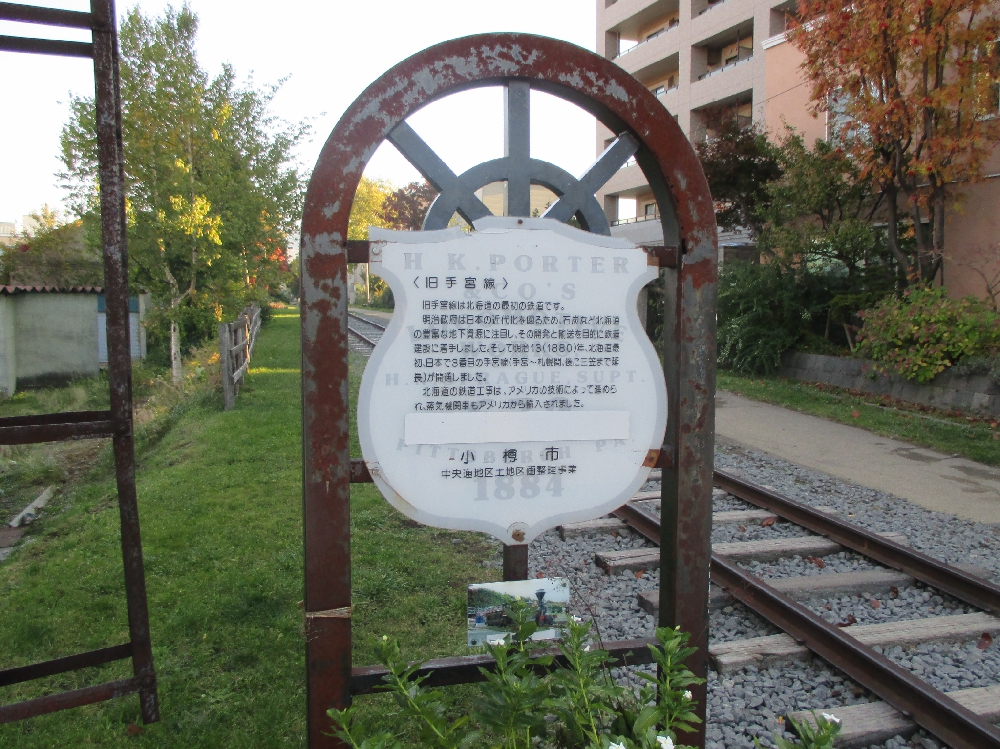 H.K.PORTER
& CO'S
〈旧手宮線〉
旧手宮線は北海道の最初の鉄道です。
明治政府は日本の近代化を図るため、石炭など北海道
の豊富な地下資源に注目し、その開発と輸送を目的に鉄道
建設に着手しました。そして明治13(1880)年、北海道最
初、日本で3番目の手宮線(手宮～札幌間、後に三笠まで延
長)が開通しました。
北海道の鉄道工事は、アメリカの技術によって進めら
れ、蒸気機関車もアメリカから輸入されました。
SUPT.
PITTSBURGH PA.
小樽市
中央通地区土地区画整理事業
1884